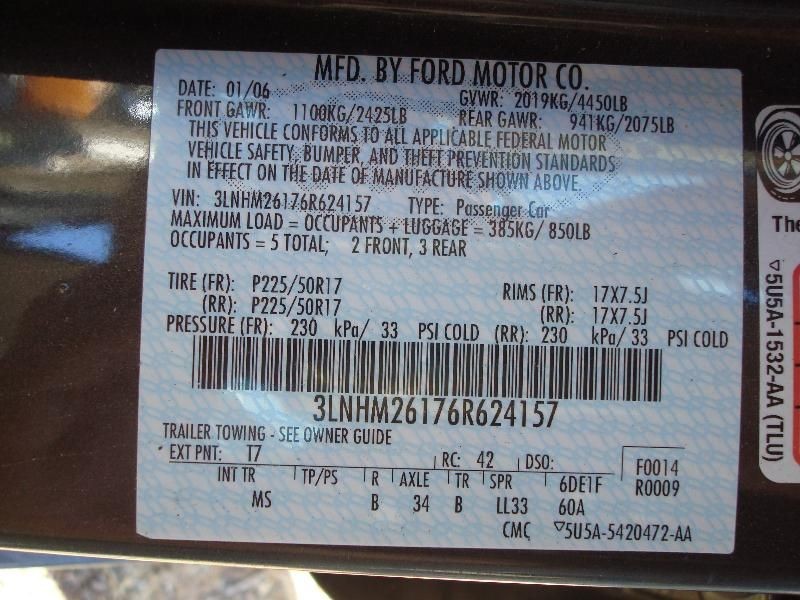 MFD. BY FORD MOTOR CO.
DATE: 01/06 GVWR: 2019KG/4450LB
FRONT GAWR: 1100KG/2425LB REAR GAWR: 941KG/2075LB
THIS VEHICLE CONFORMS TO ALL APPLICABLE FEDERAL MOTOR
VEHICLE SAFETY, BUMPER, AND THEFT PREVENTION STANDARDS
IN EFFECT ON THE DATE OF MANUFACTURE SHOWN ABOVE.
VIN: 3LNHM26176R624157 TYPE: Passenger Car
MAXIMUM LOAD = OCCUPANTS + LUGGAGE = 385KG/ 850LB
OCCUPANTS = 5 TOTAL; 2 FRONT, 3 REAR
TIRE (FR): P225/50R17 RIMS (FR): 17X7.5J
(RR): P225/50R17 (RR): 17X7.5J
PRESSURE (FR): 230 kPa/ 33 PSI COLD (RR): 230 kPa/ 33 PSI COLD
3LNHM26176R624157
TRAILER TOWING - SEE OWNER GUIDE
EXT PNT: T7 RC: 42 DSO: F0014
INT TR TP/PS R AXLE TR SPR 6DE1F R0009
MS B 34 B LL33 60A
CMC ▽5U5A-5420472-AA
The
▽5U5A-1532-AA (TLU)